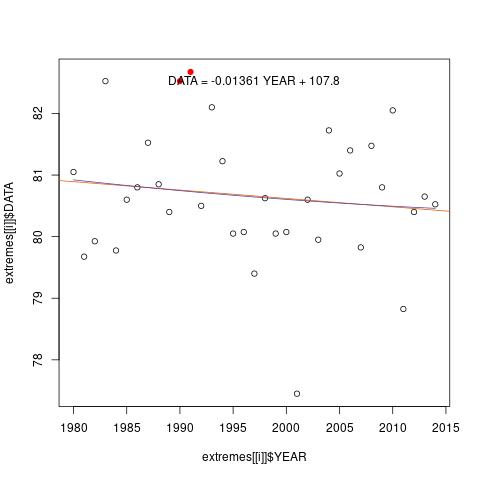 DATA = -0.01361 YEAR + 107.8
82
81
80
79
78
extremes[[i]]$DATA
1980 1985 1990 1995 2000 2005 2010 2015
extremes[[i]]$YEAR